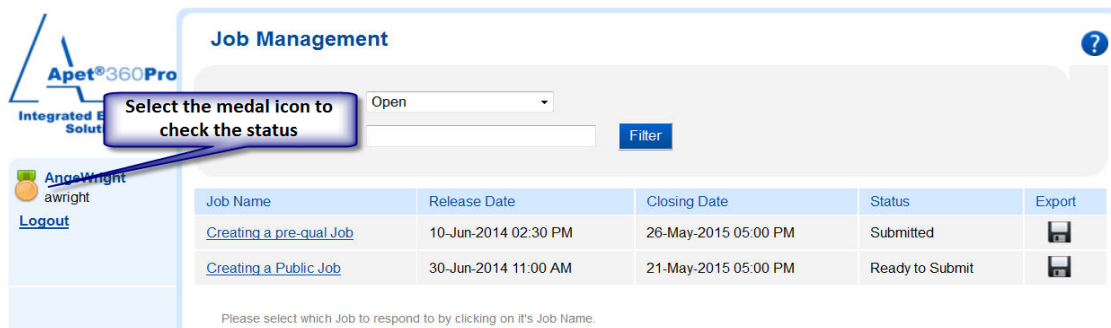 Job Management
?
Apet®360Pro
Integrated E
Soluti
Select the medal icon to
check the status
Open
Filter
AngeWright
awright
Logout
Job Name Release Date Closing Date Status Export
Creating a pre-qual Job 10-Jun-2014 02:30 PM 26-May-2015 05:00 PM Submitted
Creating a Public Job 30-Jun-2014 11:00 AM 21-May-2015 05:00 PM Ready to Submit
Please select which Job to respond to by clicking on it's Job Name.